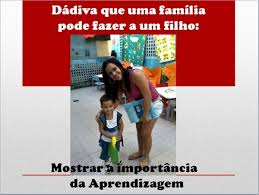 Dádiva que uma família
pode fazer a um filho:
Mostrar a importância
da Aprendizagem